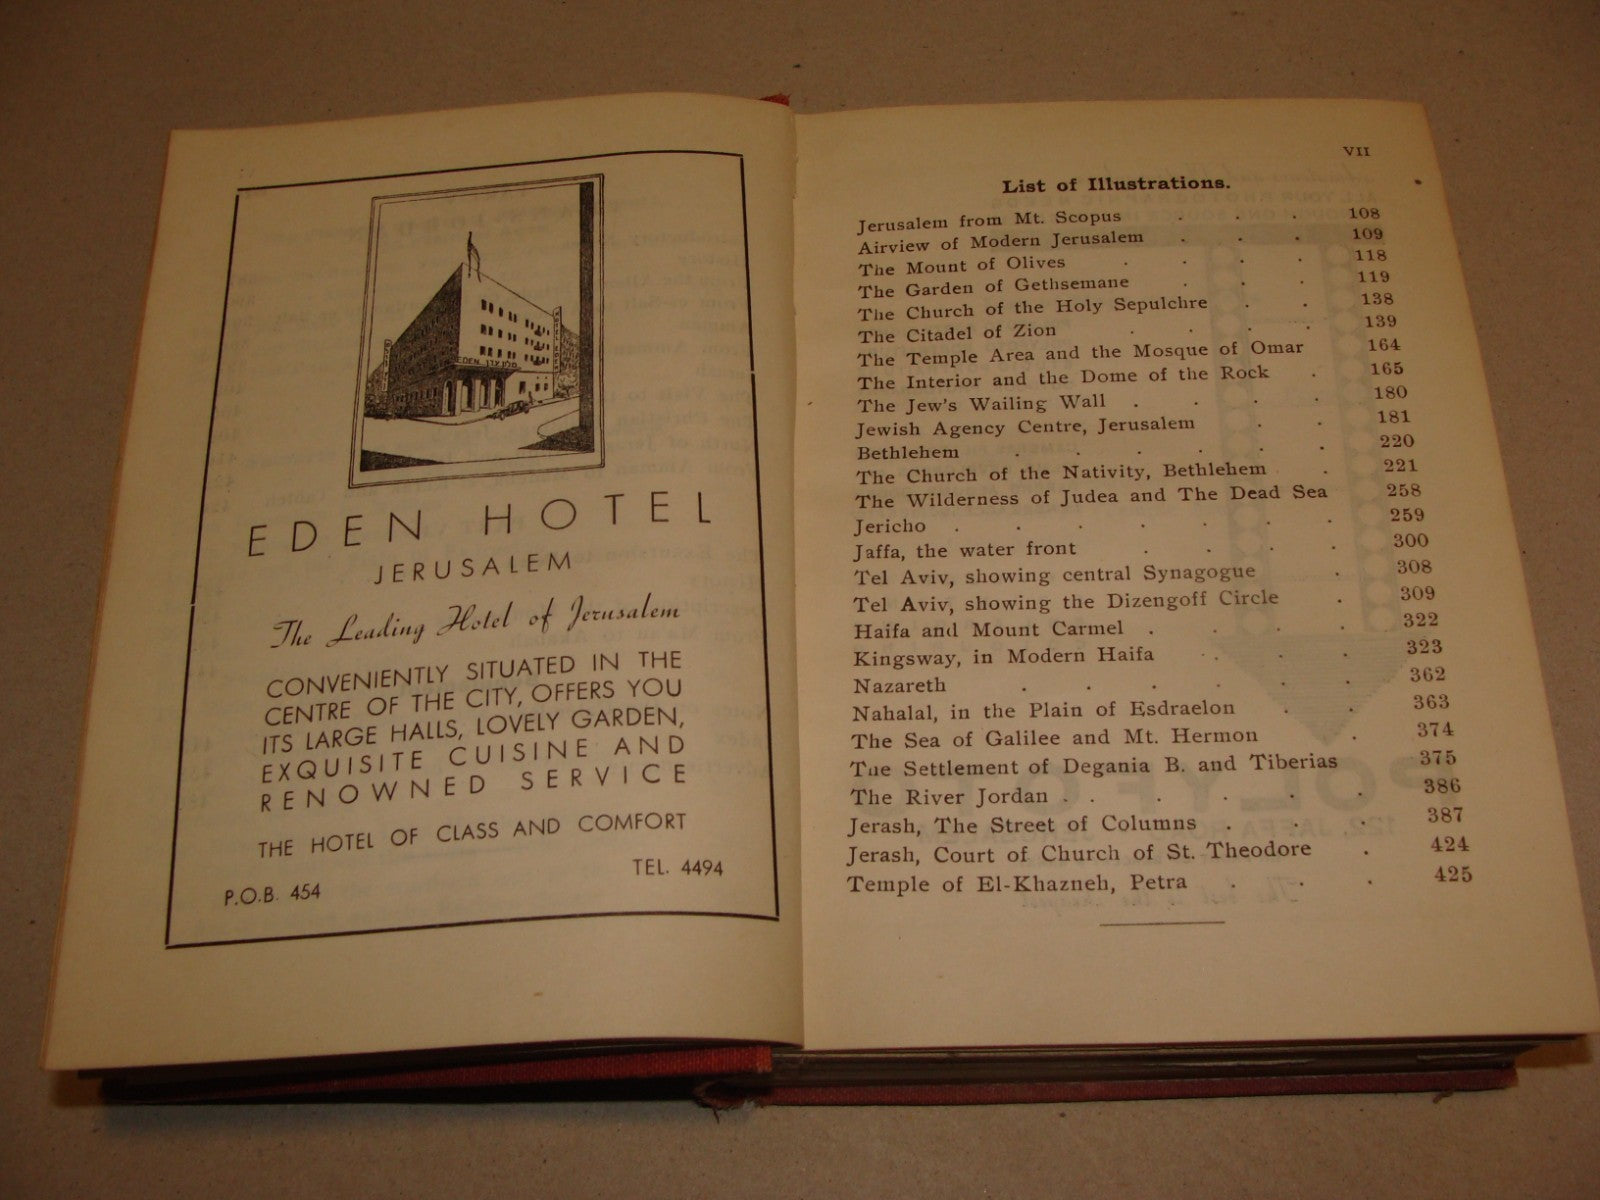 EDEN מלון עדן
EDEN HOTEL
JERUSALEM
The Leading Hotel of Jerusalem
CONVENIENTLY SITUATED IN THE
CENTRE OF THE CITY, OFFERS YOU
ITS LARGE HALLS, LOVELY GARDEN,
EXQUISITE CUISINE AND
RENOWNED SERVICE
THE HOTEL OF CLASS AND COMFORT
TEL. 4494
P.O.B. 454
VII
List of Illustrations.
Jerusalem from Mt. Scopus . . . 108
Airview of Modern Jerusalem . . . 109
The Mount of Olives . . . . 118
The Garden of Gethsemane . . . 119
The Church of the Holy Sepulchre . . 138
The Citadel of Zion . . . . 139
The Temple Area and the Mosque of Omar 164
The Interior and the Dome of the Rock . 165
The Jew's Wailing Wall . . . . 180
Jewish Agency Centre, Jerusalem . . 181
Bethlehem . . . . . . 220
The Church of the Nativity, Bethlehem . 221
The Wilderness of Judea and The Dead Sea 258
Jericho . . . . . . . 259
Jaffa, the water front . . . . 300
Tel Aviv, showing central Synagogue . 308
Tel Aviv, showing the Dizengoff Circle . 309
Haifa and Mount Carmel . . . . 322
Kingsway, in Modern Haifa . . . 323
Nazareth . . . . . . 362
Nahalal, in the Plain of Esdraelon . . 363
The Sea of Galilee and Mt. Hermon . 374
The Settlement of Degania B. and Tiberias 375
The River Jordan . . . . . . 386
Jerash, The Street of Columns . . . 387
Jerash, Court of Church of St. Theodore . 424
Temple of El-Khazneh, Petra . . . 425